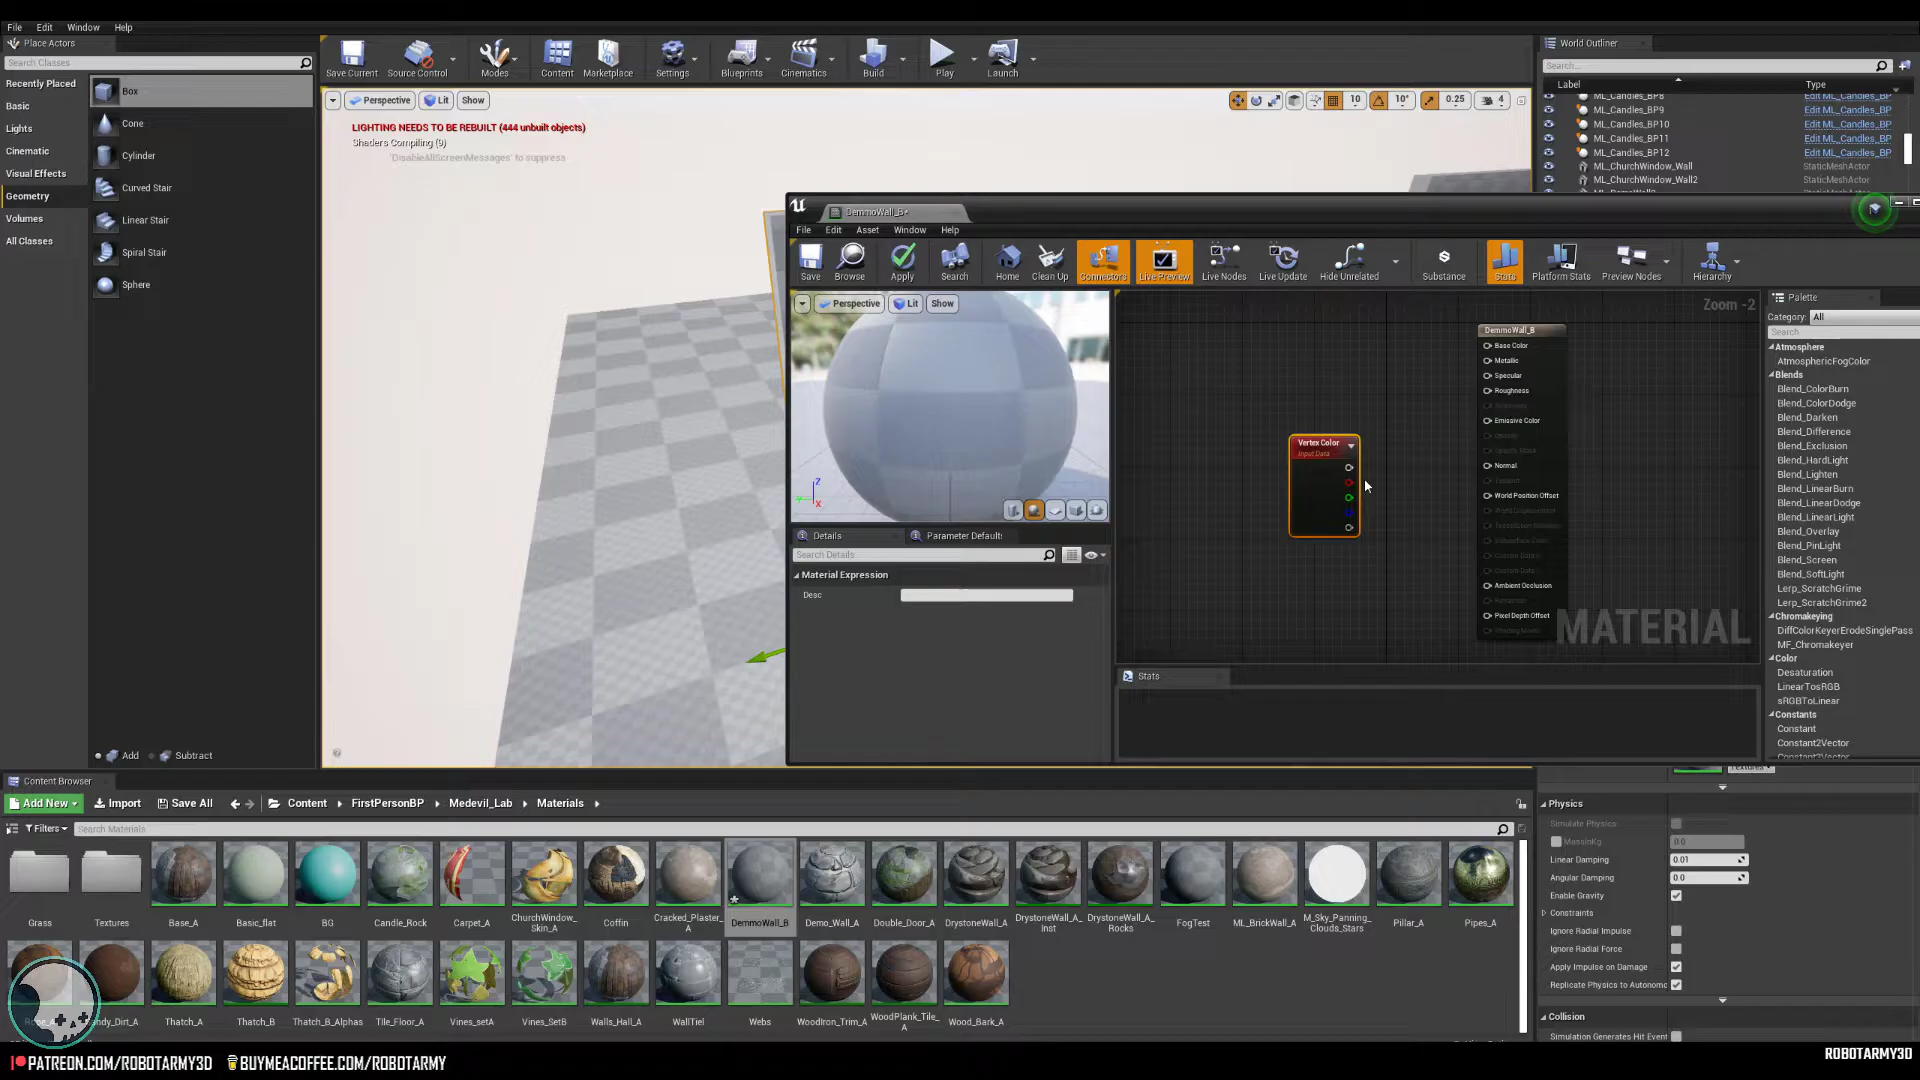 File Edit Window Help
Place Actors
Search Classes
Recently Placed
Basic
Lights
Cinematic
Visual Effects
Geometry
Volumes
All Classes
Box
Cone
Cylinder
Curved Stair
Linear Stair
Spiral Stair
Sphere
Add Subtract
Save Current Source Control Modes Content Marketplace Settings Blueprints Cinematics Build Play Launch
Perspective Lit Show
10 10° 0.25 4
LIGHTING NEEDS TO BE REBUILT (444 unbuilt objects)
Shaders Compiling (9)
'DisableAllScreenMessages' to suppress
World Outliner
Search...
Label Type
ML_Candles_BP8 Edit ML_Candles_BP
ML_Candles_BP9 Edit ML_Candles_BP
ML_Candles_BP10 Edit ML_Candles_BP
ML_Candles_BP11 Edit ML_Candles_BP
ML_Candles_BP12 Edit ML_Candles_BP
ML_ChurchWindow_Wall StaticMeshActor
ML_ChurchWindow_Wall2 StaticMeshActor
DemmoWall_B*
File Edit Asset Window Help
Save Browse Apply Search Home Clean Up Connectors Live Preview Live Nodes Live Update Hide Unrelated Substance Stats Platform Stats Preview Nodes Hierarchy
Perspective Lit Show
Z
X
Details Parameter Defaults
Search Details
Material Expression
Desc
Zoom -2
Vertex Color
Input Data
DemmoWall_B
Base Color
Metallic
Specular
Roughness
Emissive Color
Normal
World Position Offset
Ambient Occlusion
Pixel Depth Offset
MATERIAL
Stats
Palette
Category: All
Search
Atmosphere
AtmosphericFogColor
Blends
Blend_ColorBurn
Blend_ColorDodge
Blend_Darken
Blend_Difference
Blend_Exclusion
Blend_HardLight
Blend_Lighten
Blend_LinearBurn
Blend_LinearDodge
Blend_LinearLight
Blend_Overlay
Blend_PinLight
Blend_Screen
Blend_SoftLight
Lerp_ScratchGrime
Lerp_ScratchGrime2
Chromakeying
DiffColorKeyerErodeSinglePass
MF_Chromakeyer
Color
Desaturation
LinearTosRGB
sRGBToLinear
Constants
Constant
Constant2Vector
Constant3Vector
Content Browser
Add New Import Save All Content FirstPersonBP Medevil_Lab Materials
Filters Search Materials
Grass Textures Base_A Basic_flat BG Candle_Rock Carpet_A ChurchWindow_Skin_A Coffin Cracked_Plaster_A DemmoWall_B Demo_Wall_A Double_Door_A DrystoneWall_A DrystoneWall_A_Inst DrystoneWall_A_Rocks FogTest ML_BrickWall_A M_Sky_Panning_Clouds_Stars Pillar_A Pipes_A
Thatch_A Thatch_B Thatch_B_Alphas Tile_Floor_A Vines_setA Vines_SetB Walls_Hall_A WallTiel Webs WoodIron_Trim_A WoodPlank_Tile_A Wood_Bark_A
Physics
Simulate Physics
MassInKg 0.0
Linear Damping 0.01
Angular Damping 0.0
Enable Gravity
Constraints
Ignore Radial Impulse
Ignore Radial Force
Apply Impulse on Damage
Replicate Physics to Autonomo
Collision
Simulation Generates Hit Event
PATREON.COM/ROBOTARMY3D BUYMEACOFFEE.COM/ROBOTARMY
ROBOTARMY3D